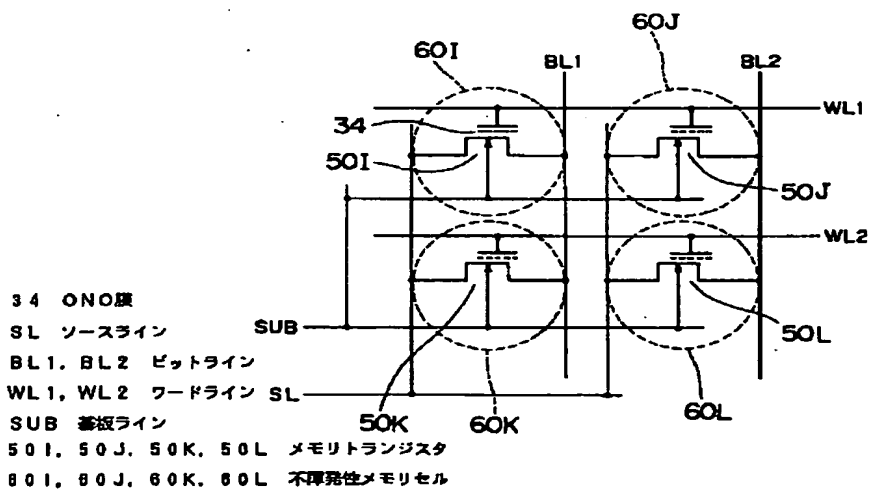 60J
60I
BL1
BL2
WL1
34
50I
50J
WL2
34 ONO膜
SL ソースライン
SUB
50L
BL1, BL2 ビットライン
WL1, WL2 ワードライン
SL
50K
60K
60L
SUB 基板ライン
50I, 50J, 50K, 50L メモリトランジスタ
60I, 60J, 60K, 60L 不揮発性メモリセル